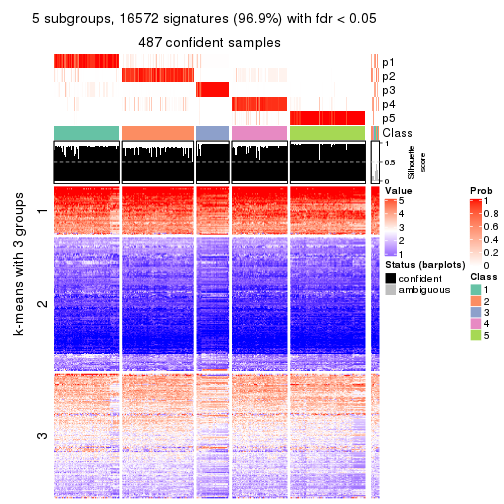 5 subgroups, 16572 signatures (96.9%) with fdr < 0.05
487 confident samples
p1
p2
p3
p4
p5
Class
1
0.5
0
Silhouette
score
k-means with 3 groups
1
2
3
Value
5
4
3
2
1
Status (barplots)
confident
ambiguous
Prob
1
0.8
0.6
0.4
0.2
0
Class
1
2
3
4
5